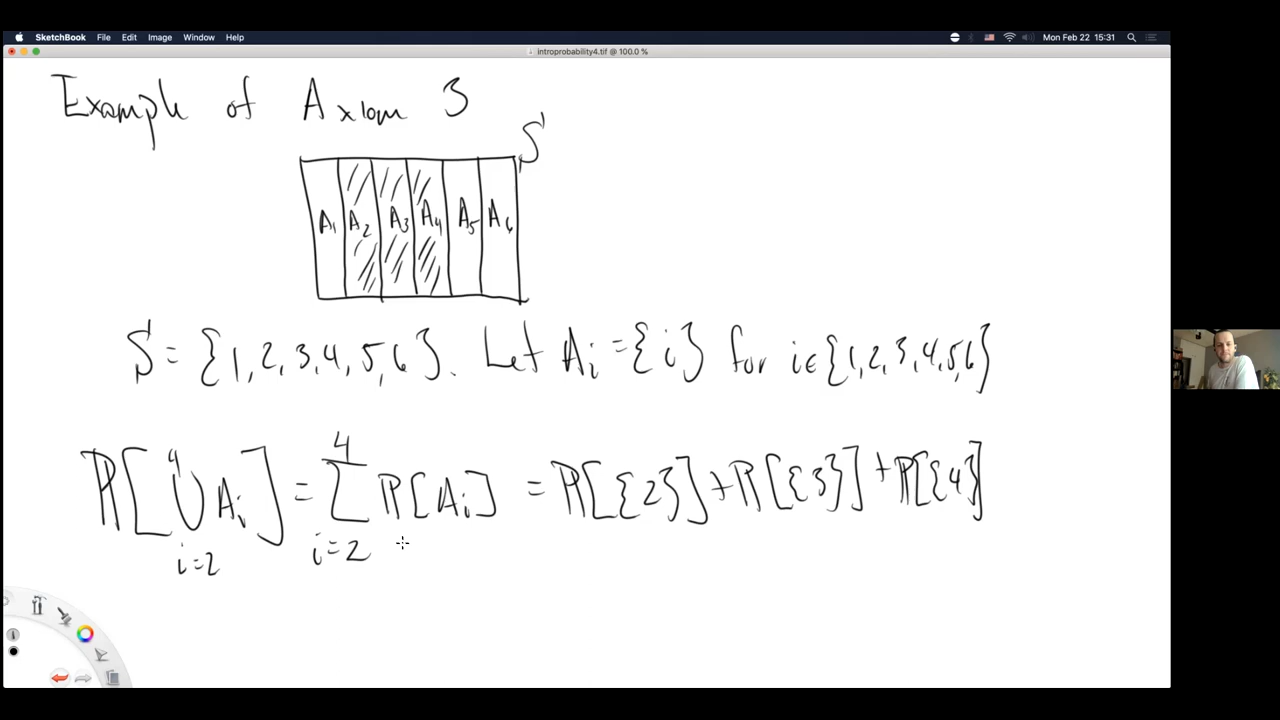 SketchBook File Edit Image Window Help Mon Feb 22 15:31
introprobability4.tif @ 100.0 %
Example of Axiom 3
S
A₁ A₂ A₃ A₄ A₅ A₆
S = {1, 2, 3, 4, 5, 6}. Let Aᵢ = {i} for i ∈ {1, 2, 3, 4, 5, 6}
ℙ[⋃_{i=2}^{4} Aᵢ] = ∑_{i=2}^{4} ℙ[Aᵢ] = ℙ[{2}] + ℙ[{3}] + ℙ[{4}]